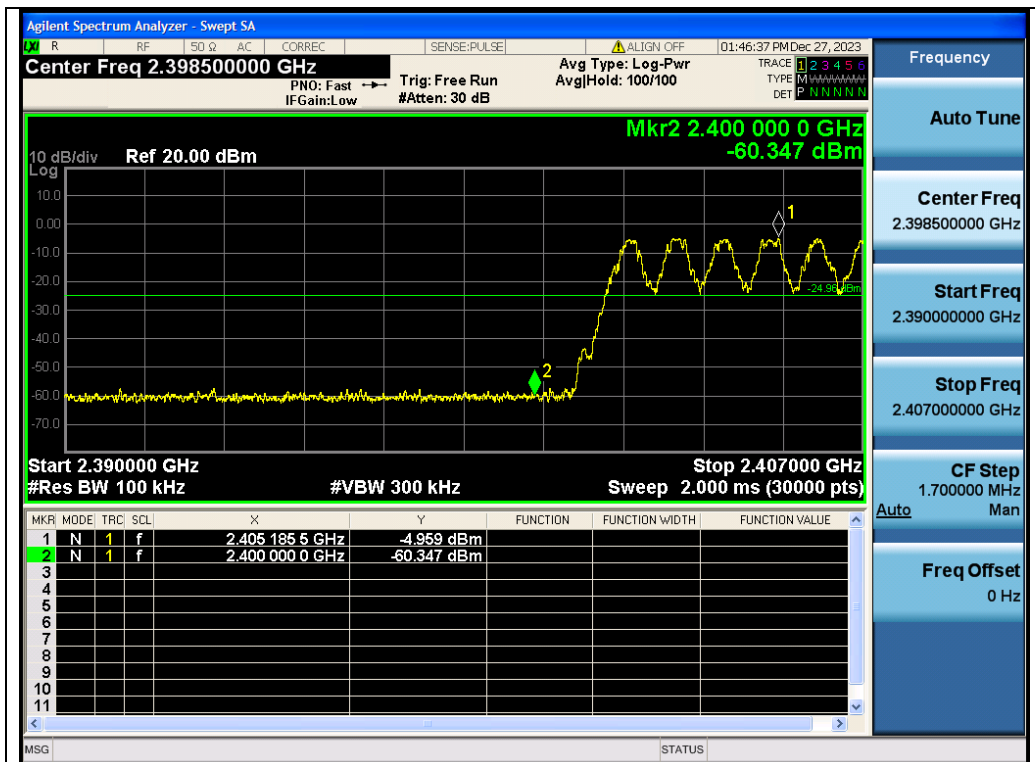 Agilent Spectrum Analyzer - Swept SA
LXI R RF 50 Ω AC CORREC SENSE:PULSE ALIGN OFF 01:46:37 PM Dec 27, 2023
Center Freq 2.398500000 GHz
PNO: Fast
IFGain:Low
Trig: Free Run
#Atten: 30 dB
Avg Type: Log-Pwr
Avg|Hold: 100/100
TRACE 1 2 3 4 5 6
TYPE M
DET P N N N N N
Mkr2 2.400 000 0 GHz
-60.347 dBm
10 dB/div Ref 20.00 dBm
Log
10.0
0.00
-10.0
-20.0
-30.0
-40.0
-50.0
-60.0
-70.0
1
2
-24.96 dBm
Start 2.390000 GHz Stop 2.407000 GHz
#Res BW 100 kHz #VBW 300 kHz Sweep 2.000 ms (30000 pts)
MKR MODE TRC SCL X Y FUNCTION FUNCTION WIDTH FUNCTION VALUE
1 N 1 f 2.405 185 5 GHz -4.959 dBm
2 N 1 f 2.400 000 0 GHz -60.347 dBm
3
4
5
6
7
8
9
10
11
MSG STATUS
Frequency
Auto Tune
Center Freq
2.398500000 GHz
Start Freq
2.390000000 GHz
Stop Freq
2.407000000 GHz
CF Step
1.700000 MHz
Auto Man
Freq Offset
0 Hz